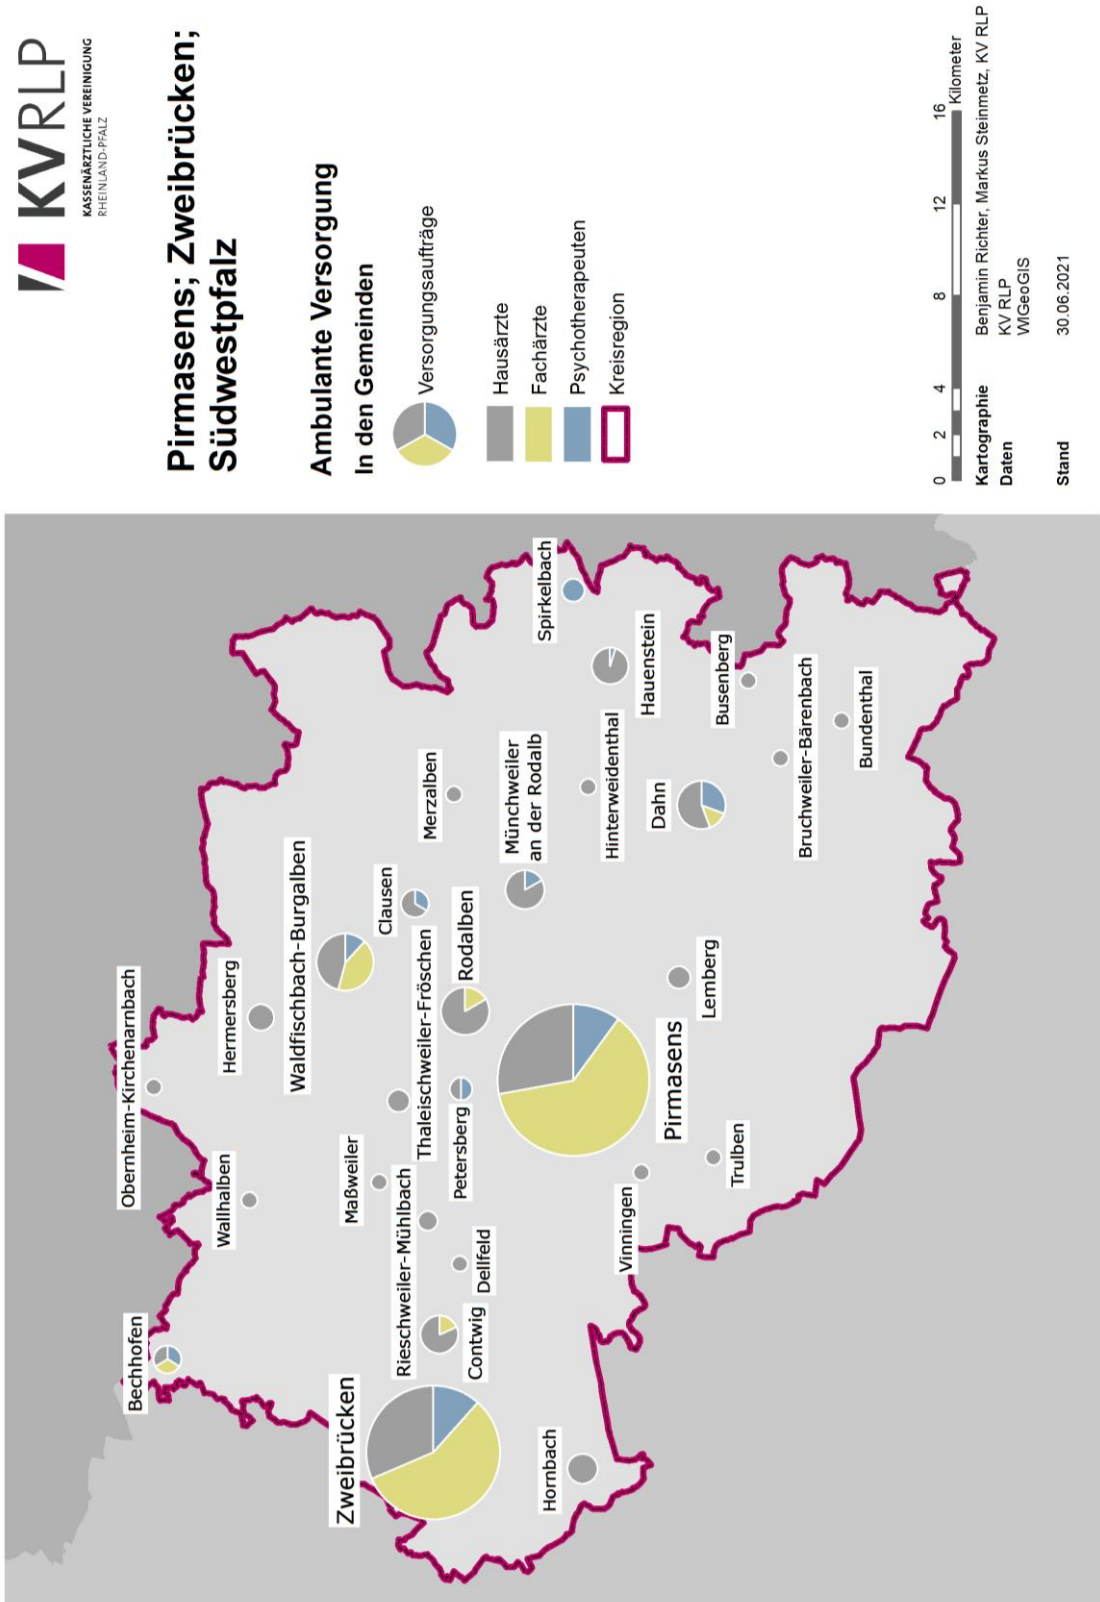 KVRLP
KASSENÄRZTLICHE VEREINIGUNG
RHEINLAND-PFALZ
Pirmasens; Zweibrücken;
Südwestpfalz
Ambulante Versorgung
In den Gemeinden
Versorgungsaufträge
Hausärzte
Fachärzte
Psychotherapeuten
Kreisregion
0 2 4 8 12 16
Kilometer
Kartographie Benjamin Richter, Markus Steinmetz, KV RLP
Daten KV RLP
WIGeoGIS
Stand 30.06.2021
Bechhofen
Obernheim-Kirchenarnbach
Wallhalben
Hermersberg
Waldfischbach-Burgalben
Zweibrücken
Maßweiler
Clausen
Rieschweiler-Mühlbach
Thaleischweiler-Fröschen
Merzalben
Contwig
Dellfeld
Petersberg
Rodalben
Münchweiler
an der Rodalb
Spirkelbach
Hornbach
Vinningen
Pirmasens
Hinterweidenthal
Hauenstein
Trulben
Lemberg
Dahn
Busenberg
Bruchweiler-Bärenbach
Bundenthal